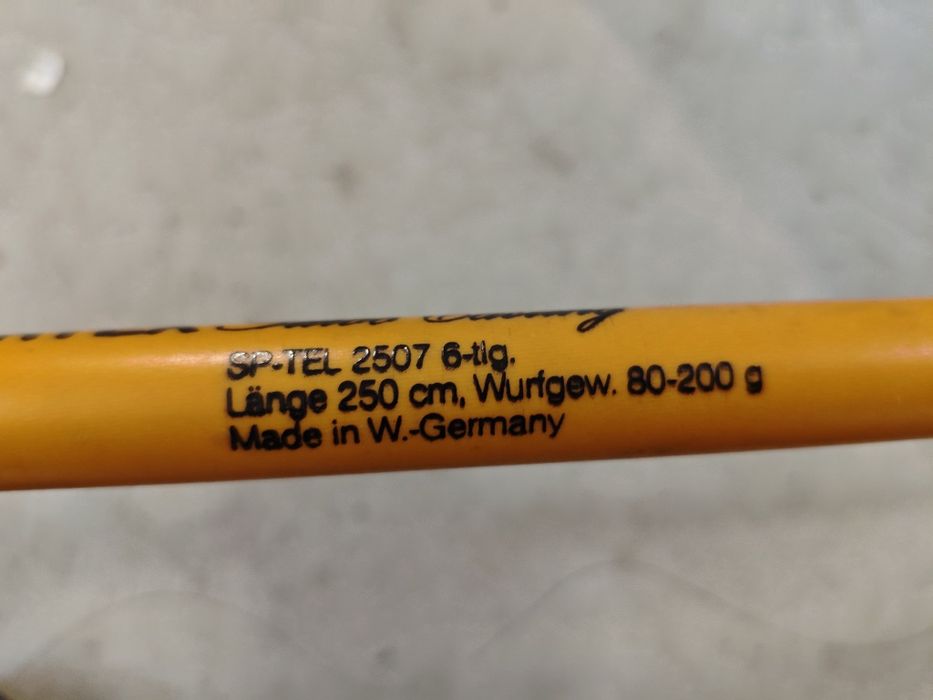 SP-TEL 2507 6-tlg.
Länge 250 cm, Wurfgew. 80-200 g
Made in W.-Germany